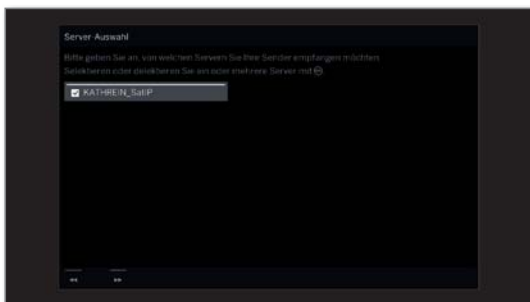 Server-Auswahl
Bitte geben Sie an, von welchen Servern Sie Ihre Sender empfangen möchten.
Selektieren oder deselektieren Sie ein oder mehrere Server mit
KATHREIN_SatIP